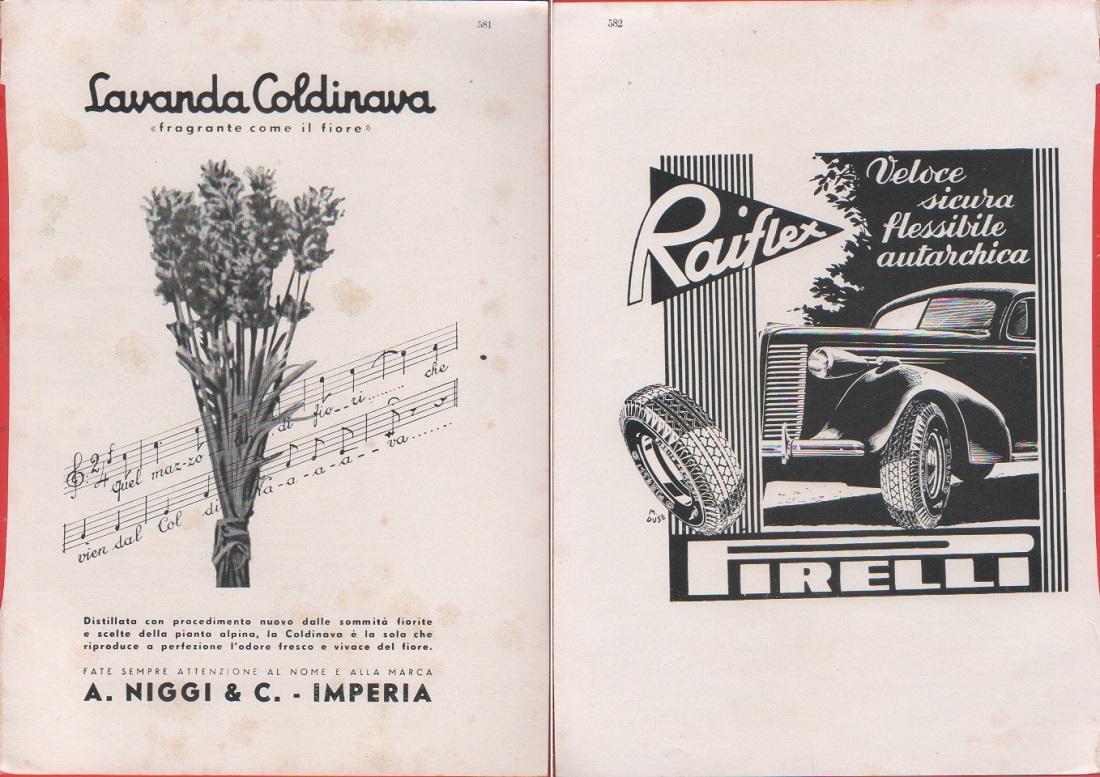 581
Lavanda Coldinava
«fragrante come il fiore»
Quel maz-zo di fio--ri...... che
vien dal Col di Na-a-a-a--va........
Distillata con procedimento nuovo dalle sommità fiorite
e scelte della pianta alpina, la Coldinava è la sola che
riproduce a perfezione l'odore fresco e vivace del fiore.
FATE SEMPRE ATTENZIONE AL NOME E ALLA MARCA
A. NIGGI & C. - IMPERIA
582
Raiflex
Veloce
sicura
flessibile
autarchica
M.
DUSE
PIRELLI